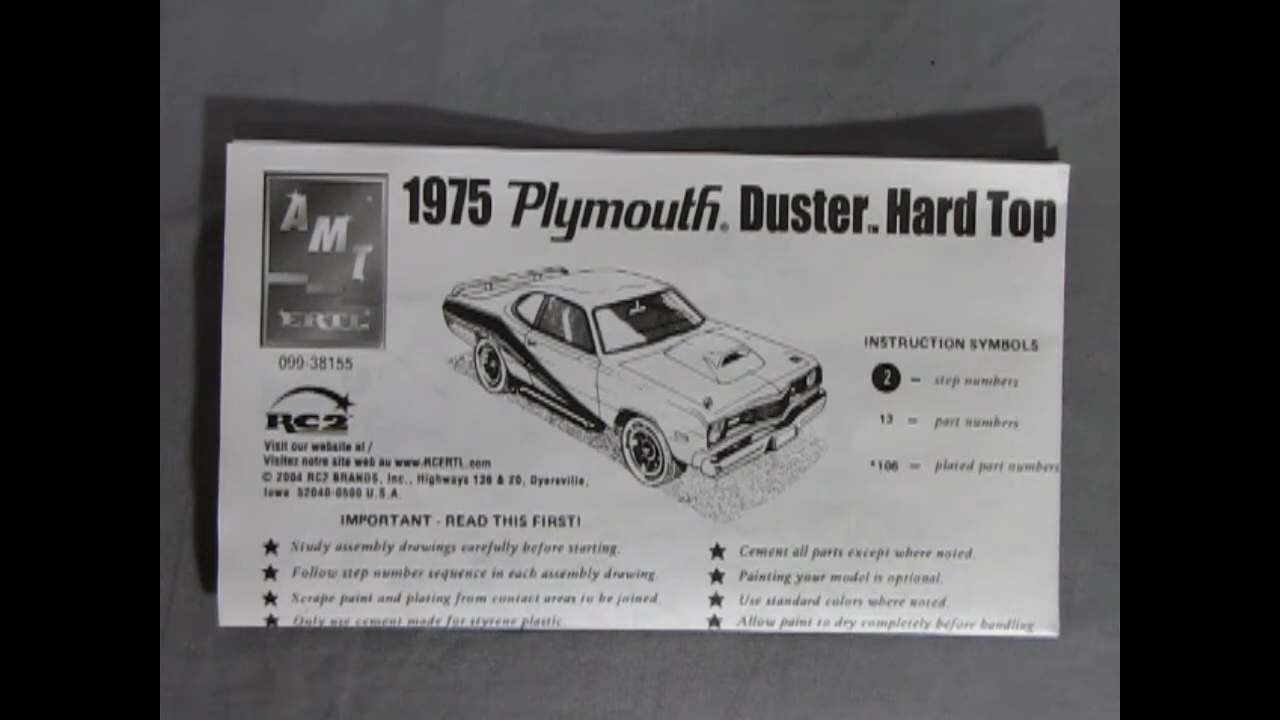 AMT
ERTL
1975 Plymouth® Duster™ Hard Top
099-38155
RC2
Visit our website at /
Visitez notre site web au www.RCERTL.com
© 2004 RC2 BRANDS, Inc., Highways 136 & 20, Dyersville,
Iowa 52040-0500 U.S.A.
INSTRUCTION SYMBOLS
2 = step numbers
13 = part numbers
*106 = plated part numbers
IMPORTANT - READ THIS FIRST!
★ Study assembly drawings carefully before starting.
★ Follow step number sequence in each assembly drawing.
★ Scrape paint and plating from contact areas to be joined.
★ Only use cement made for styrene plastic.
★ Cement all parts except where noted.
★ Painting your model is optional.
★ Use standard colors where noted.
★ Allow paint to dry completely before handling